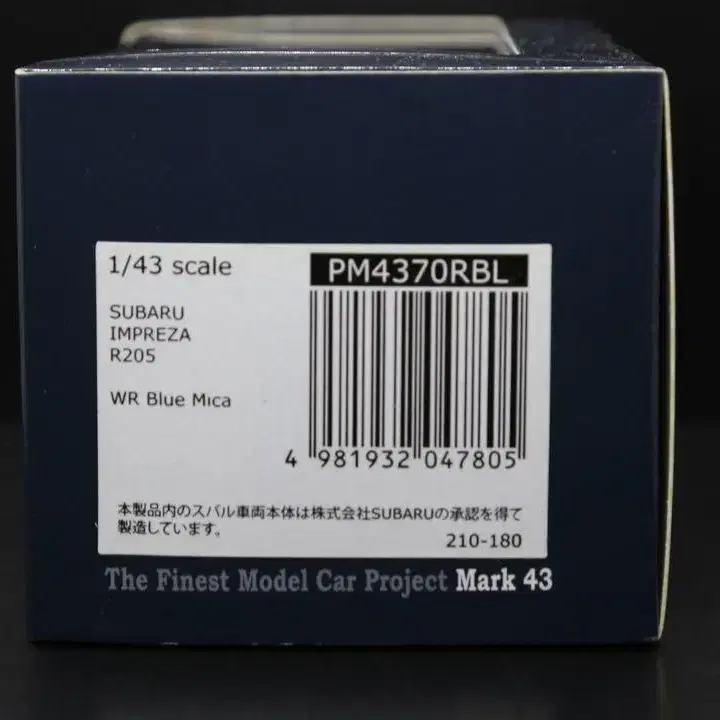 1/43 scale
PM4370RBL
SUBARU
IMPREZA
R205
WR Blue Mica
4 981932 047805
本製品内のスバル車両本体は株式会社SUBARUの承認を得て
製造しています。
210-180
The Finest Model Car Project Mark 43